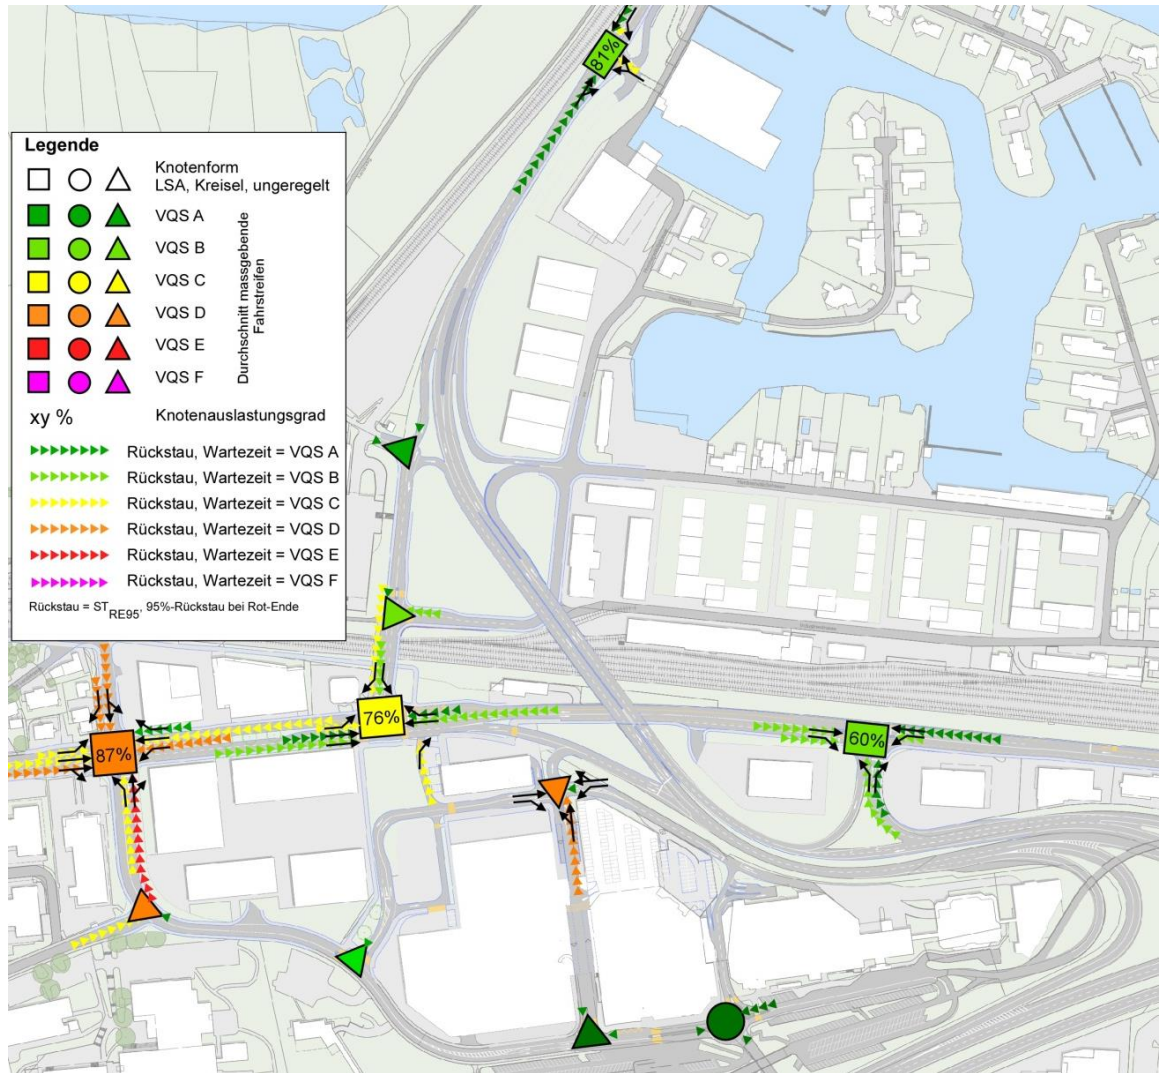 81%
Legende
Knotenform
LSA, Kreisel, ungeregelt
VQS A
VQS B
VQS C
VQS D
VQS E
VQS F
Durchschnitt massgebende
Fahrstreifen
xy %
Knotenauslastungsgrad
Rückstau, Wartezeit = VQS A
Rückstau, Wartezeit = VQS B
Rückstau, Wartezeit = VQS C
Rückstau, Wartezeit = VQS D
Rückstau, Wartezeit = VQS E
Rückstau, Wartezeit = VQS F
Rückstau = ST RE95, 95%-Rückstau bei Rot-Ende
76%
87%
60%